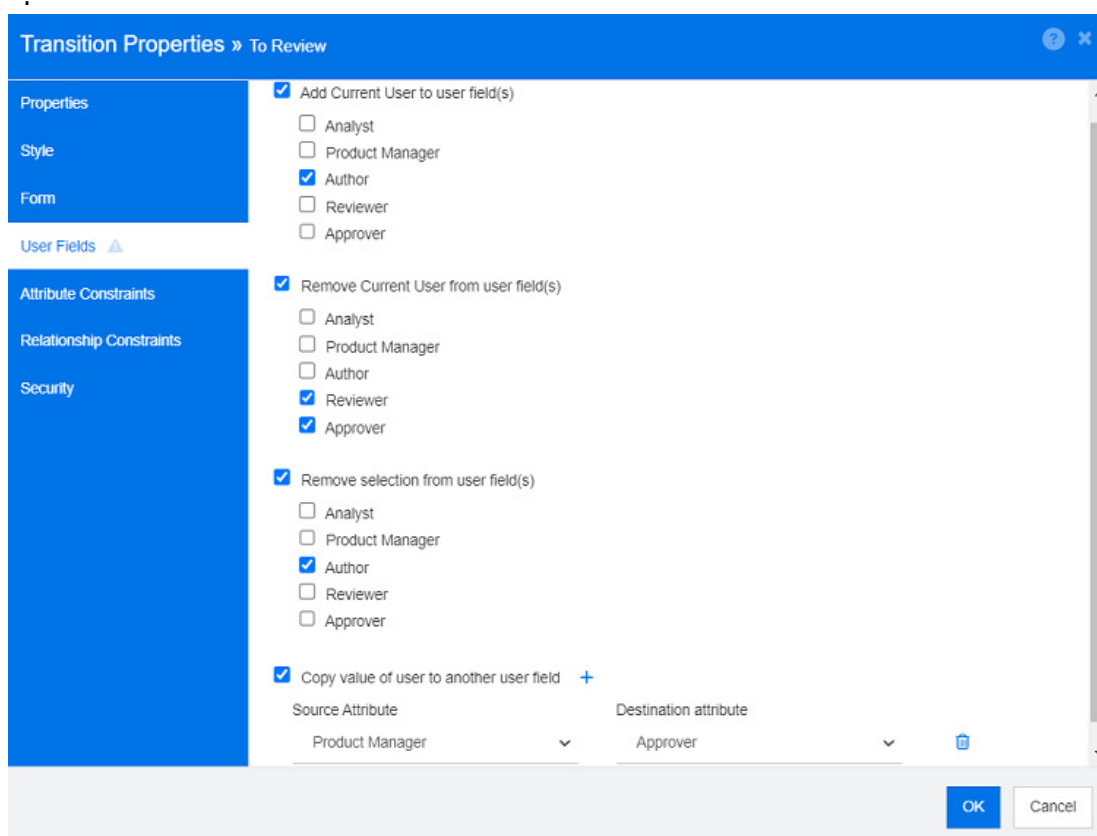 Transition Properties » To Review
Properties
Style
Form
User Fields
Attribute Constraints
Relationship Constraints
Security
Add Current User to user field(s)
Analyst
Product Manager
Author
Reviewer
Approver
Remove Current User from user field(s)
Analyst
Product Manager
Author
Reviewer
Approver
Remove selection from user field(s)
Analyst
Product Manager
Author
Reviewer
Approver
Copy value of user to another user field +
Source Attribute Destination attribute
Product Manager Approver
OK Cancel